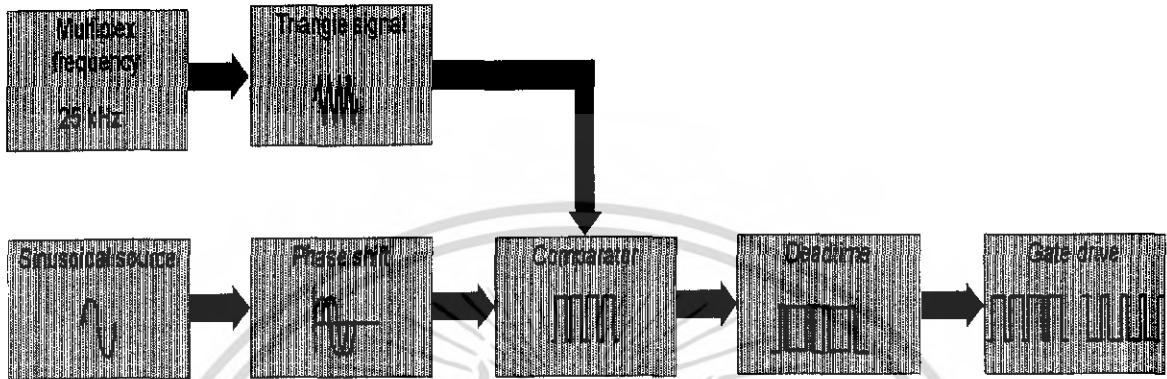 Multiplex
frequency
25 kHz
Triangle signal
Sinusoidal source
Phase shift
Comparator
Deadtime
Gate drive